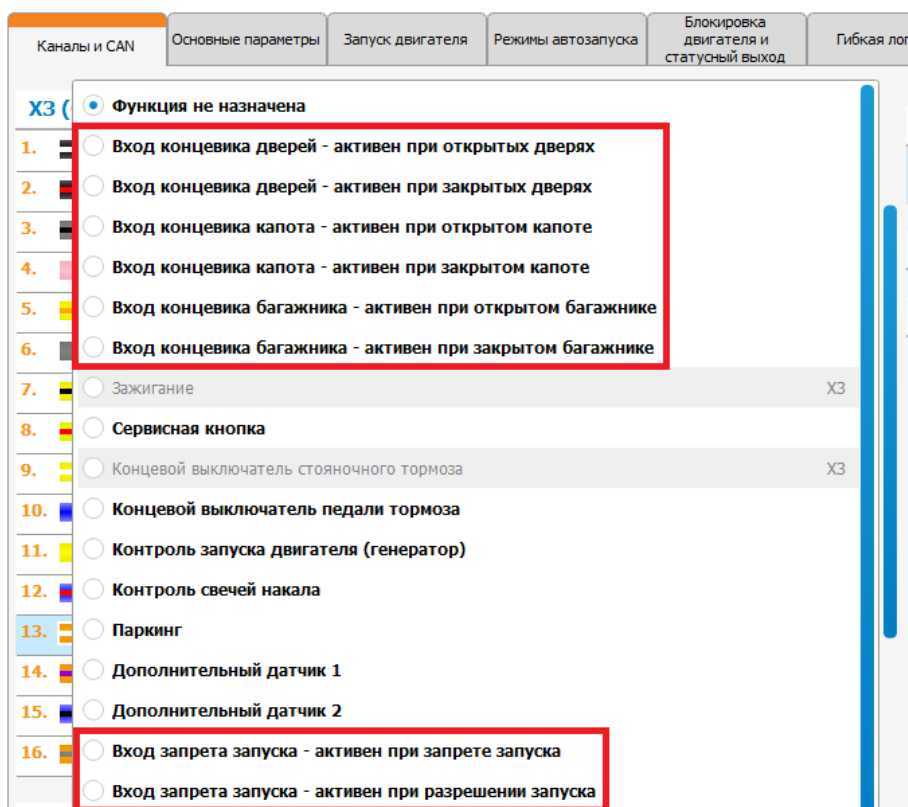 Каналы и CAN
Основные параметры
Запуск двигателя
Режимы автозапуска
Блокировка
двигателя и
статусный выход
Гибкая лог
X3 (
Функция не назначена
1. Вход концевика дверей - активен при открытых дверях
2. Вход концевика дверей - активен при закрытых дверях
3. Вход концевика капота - активен при открытом капоте
4. Вход концевика капота - активен при закрытом капоте
5. Вход концевика багажника - активен при открытом багажнике
6. Вход концевика багажника - активен при закрытом багажнике
7. Зажигание X3
8. Сервисная кнопка
9. Концевой выключатель стояночного тормоза X3
10. Концевой выключатель педали тормоза
11. Контроль запуска двигателя (генератор)
12. Контроль свечей накала
13. Паркинг
14. Дополнительный датчик 1
15. Дополнительный датчик 2
16. Вход запрета запуска - активен при запрете запуска
Вход запрета запуска - активен при разрешении запуска